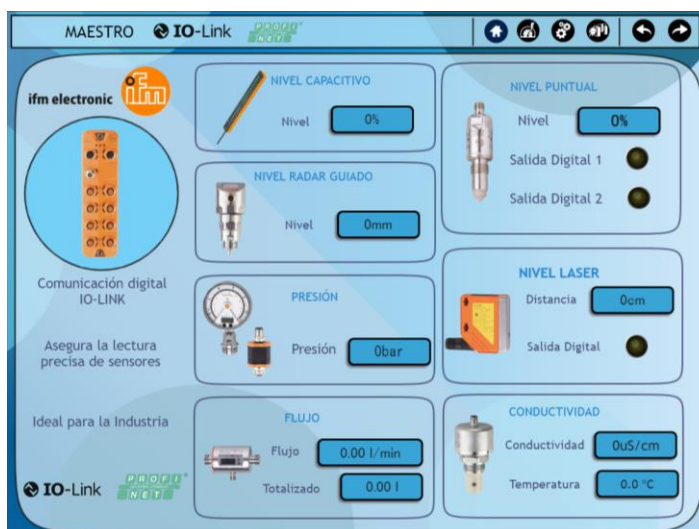 MAESTRO IO-Link PROFI NET
ifm electronic ifm
Comunicación digital
IO-LINK
Asegura la lectura
precisa de sensores
Ideal para la Industria
IO-Link PROFI NET
NIVEL CAPACITIVO
Nivel 0%
NIVEL RADAR GUIADO
Nivel 0mm
PRESIÓN
Presión 0bar
FLUJO
Flujo 0.00 l/min
Totalizado 0.00 l
NIVEL PUNTUAL
Nivel 0%
Salida Digital 1
Salida Digital 2
NIVEL LASER
Distancia 0cm
Salida Digital
CONDUCTIVIDAD
Conductividad 0uS/cm
Temperatura 0.0 °C